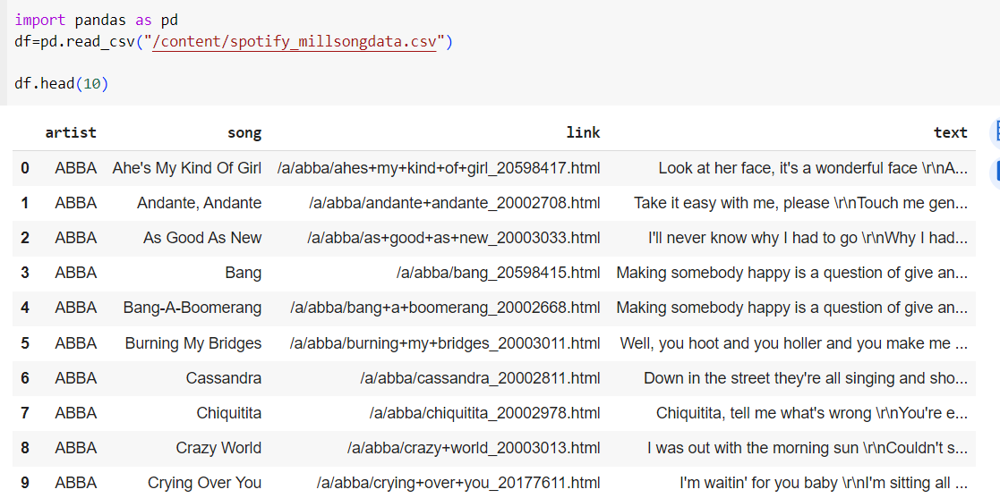 import pandas as pd
df=pd.read_csv("/content/spotify_millsongdata.csv")
df.head(10)
artist song link text
0 ABBA Ahe's My Kind Of Girl /a/abba/ahes+my+kind+of+girl_20598417.html Look at her face, it's a wonderful face \r\nA...
1 ABBA Andante, Andante /a/abba/andante+andante_20002708.html Take it easy with me, please \r\nTouch me gen...
2 ABBA As Good As New /a/abba/as+good+as+new_20003033.html I'll never know why I had to go \r\nWhy I had...
3 ABBA Bang /a/abba/bang_20598415.html Making somebody happy is a question of give an...
4 ABBA Bang-A-Boomerang /a/abba/bang+a+boomerang_20002668.html Making somebody happy is a question of give an...
5 ABBA Burning My Bridges /a/abba/burning+my+bridges_20003011.html Well, you hoot and you holler and you make me ...
6 ABBA Cassandra /a/abba/cassandra_20002811.html Down in the street they're all singing and sho...
7 ABBA Chiquitita /a/abba/chiquitita_20002978.html Chiquitita, tell me what's wrong \r\nYou're e...
8 ABBA Crazy World /a/abba/crazy+world_20003013.html I was out with the morning sun \r\nCouldn't s...
9 ABBA Crying Over You /a/abba/crying+over+you_20177611.html I'm waitin' for you baby \r\nI'm sitting all ...